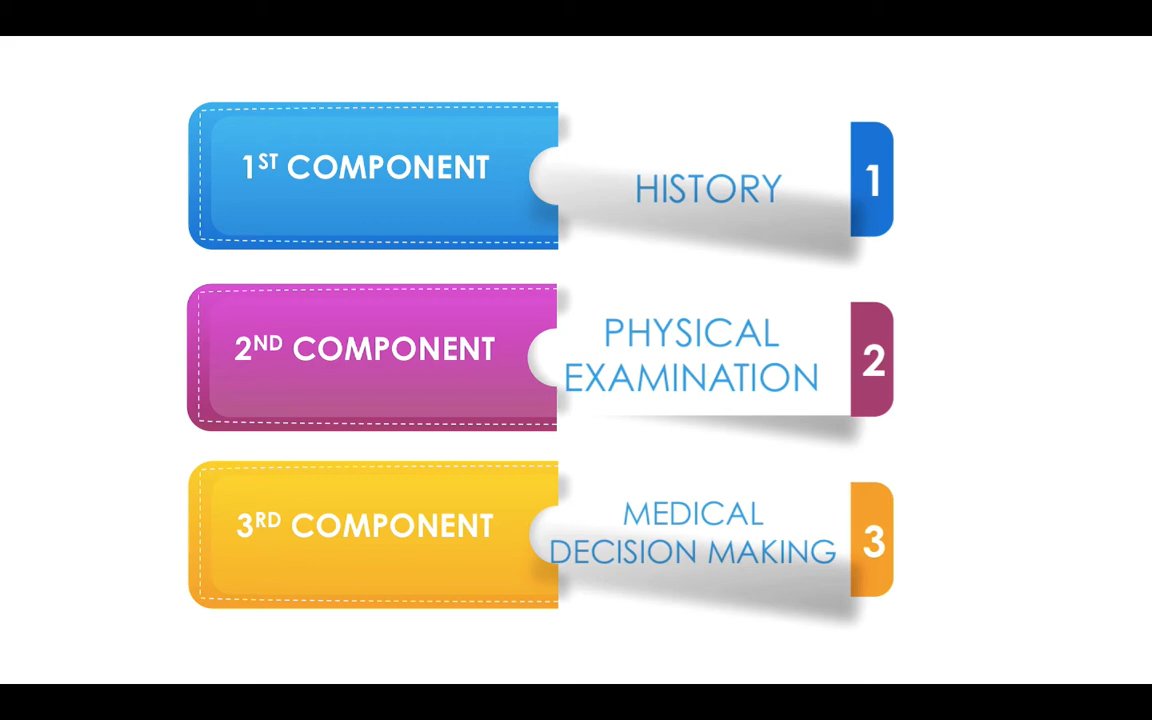 1ST COMPONENT
HISTORY
1
2ND COMPONENT
PHYSICAL
EXAMINATION
2
3RD COMPONENT
MEDICAL
DECISION MAKING
3